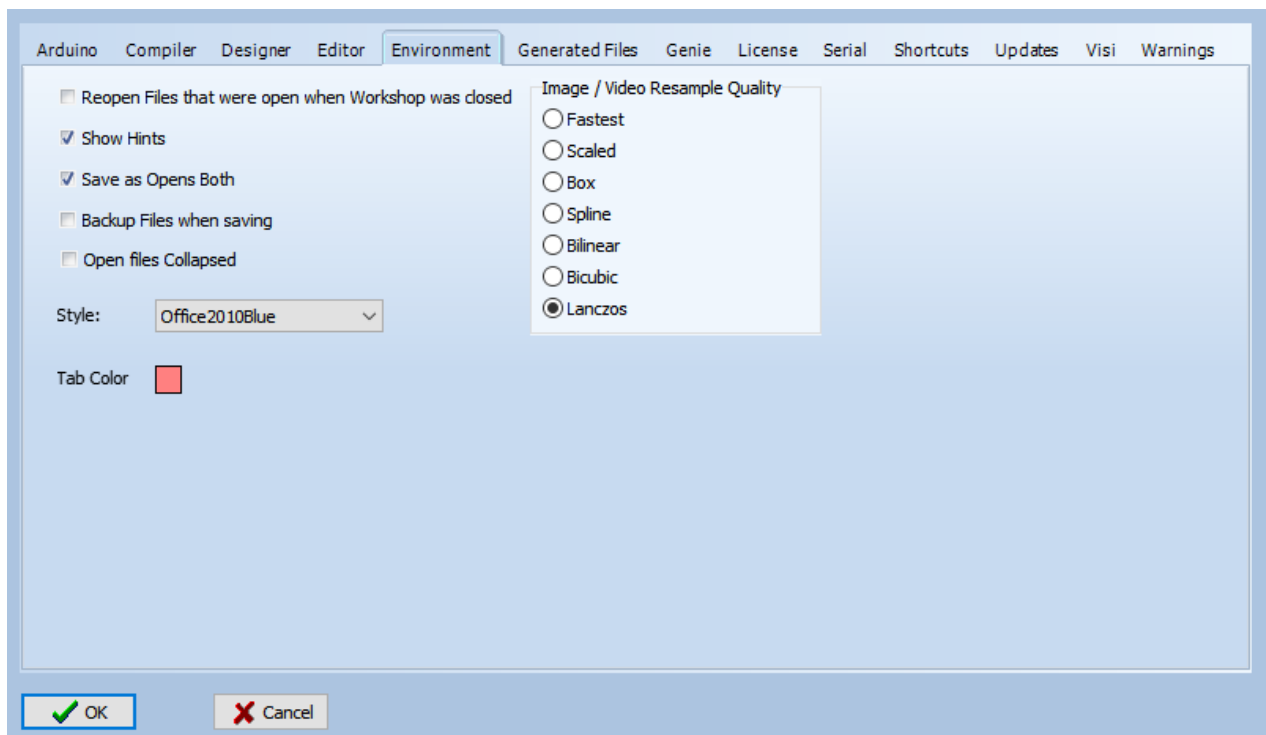 Arduino Compiler Designer Editor Environment Generated Files Genie License Serial Shortcuts Updates Visi Warnings
Reopen Files that were open when Workshop was closed
Show Hints
Save as Opens Both
Backup Files when saving
Open files Collapsed
Style: Office2010Blue
Tab Color
Image / Video Resample Quality
Fastest
Scaled
Box
Spline
Bilinear
Bicubic
Lanczos
OK Cancel